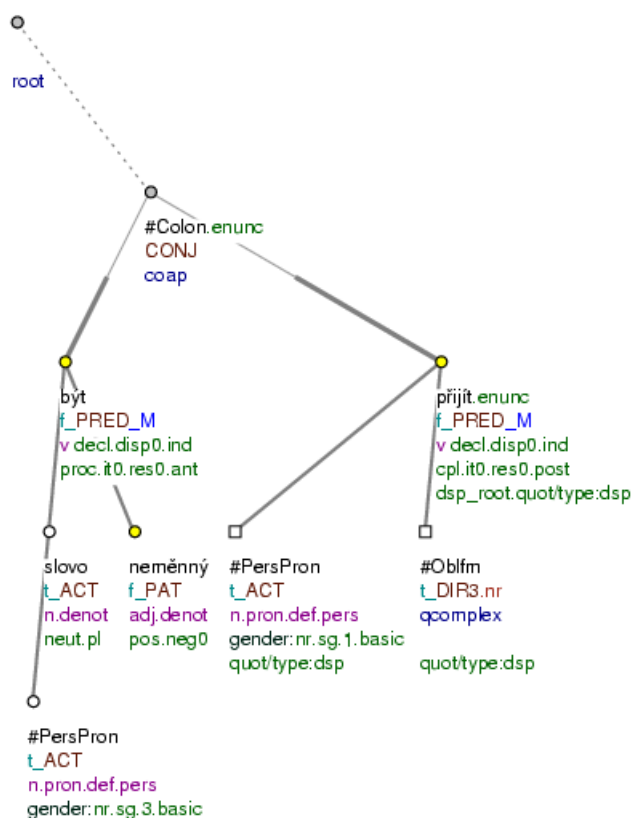 root
#Colon.enunc
CONJ
coap
být
f_PRED_M
v decl.disp0.ind
proc.it0.res0.ant
přijít.enunc
f_PRED_M
v decl.disp0.ind
cpl.it0.res0.post
dsp_root.quot/type:dsp
slovo
t_ACT
n.denot
neut.pl
neměnný
f_PAT
adj.denot
pos.neg0
#PersPron
t_ACT
n.pron.def.pers
gender:nr.sg.1.basic
quot/type:dsp
#Oblfm
t_DIR3.nr
qcomplex
quot/type:dsp
#PersPron
t_ACT
n.pron.def.pers
gender:nr.sg.3.basic